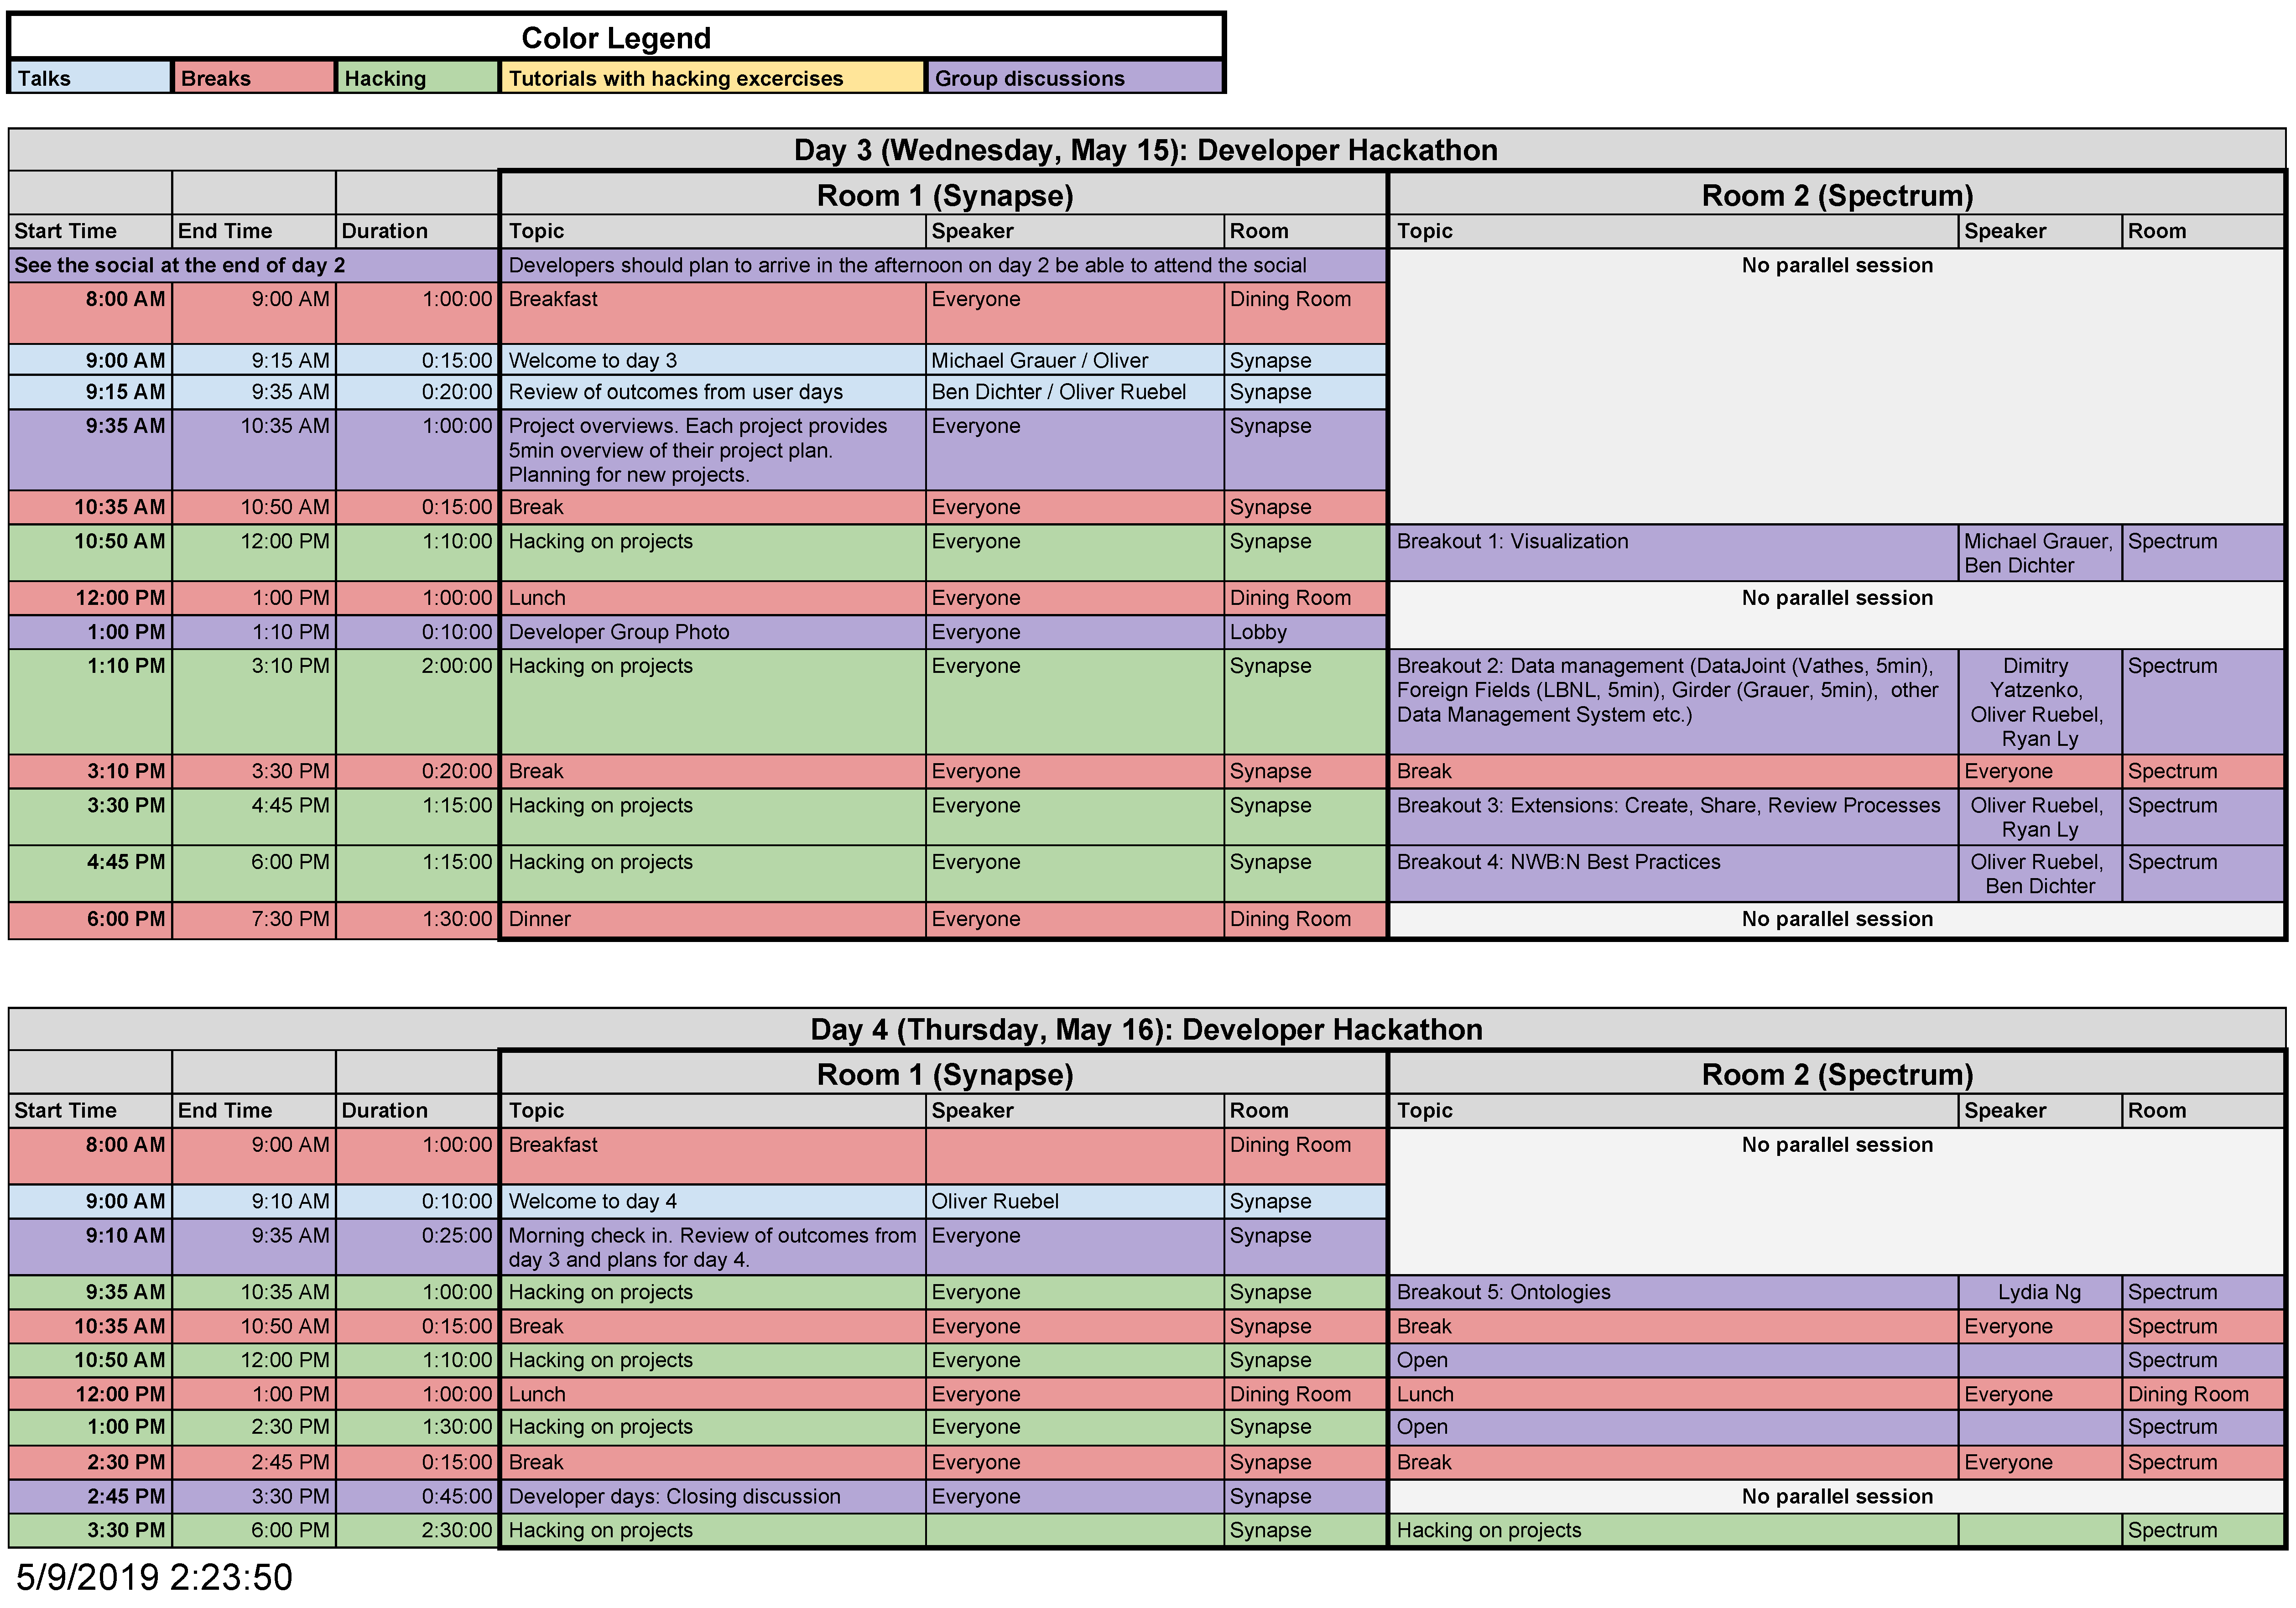 Color Legend
Talks Breaks Hacking Tutorials with hacking excercises Group discussions
Day 3 (Wednesday, May 15): Developer Hackathon
Room 1 (Synapse) Room 2 (Spectrum)
Start Time End Time Duration Topic Speaker Room Topic Speaker Room
See the social at the end of day 2 Developers should plan to arrive in the afternoon on day 2 be able to attend the social No parallel session
8:00 AM 9:00 AM 1:00:00 Breakfast Everyone Dining Room
9:00 AM 9:15 AM 0:15:00 Welcome to day 3 Michael Grauer / Oliver Synapse
9:15 AM 9:35 AM 0:20:00 Review of outcomes from user days Ben Dichter / Oliver Ruebel Synapse
9:35 AM 10:35 AM 1:00:00 Project overviews. Each project provides Everyone Synapse
5min overview of their project plan.
Planning for new projects.
10:35 AM 10:50 AM 0:15:00 Break Everyone Synapse
10:50 AM 12:00 PM 1:10:00 Hacking on projects Everyone Synapse Breakout 1: Visualization Michael Grauer, Spectrum
Ben Dichter
12:00 PM 1:00 PM 1:00:00 Lunch Everyone Dining Room No parallel session
1:00 PM 1:10 PM 0:10:00 Developer Group Photo Everyone Lobby
1:10 PM 3:10 PM 2:00:00 Hacking on projects Everyone Synapse Breakout 2: Data management (DataJoint (Vathes, 5min), Dimitry Spectrum
Foreign Fields (LBNL, 5min), Girder (Grauer, 5min), other Yatzenko,
Data Management System etc.) Oliver Ruebel,
Ryan Ly
3:10 PM 3:30 PM 0:20:00 Break Everyone Synapse Break Everyone Spectrum
3:30 PM 4:45 PM 1:15:00 Hacking on projects Everyone Synapse Breakout 3: Extensions: Create, Share, Review Processes Oliver Ruebel, Spectrum
Ryan Ly
4:45 PM 6:00 PM 1:15:00 Hacking on projects Everyone Synapse Breakout 4: NWB:N Best Practices Oliver Ruebel, Spectrum
Ben Dichter
6:00 PM 7:30 PM 1:30:00 Dinner Everyone Dining Room No parallel session
Day 4 (Thursday, May 16): Developer Hackathon
Room 1 (Synapse) Room 2 (Spectrum)
Start Time End Time Duration Topic Speaker Room Topic Speaker Room
8:00 AM 9:00 AM 1:00:00 Breakfast Dining Room No parallel session
9:00 AM 9:10 AM 0:10:00 Welcome to day 4 Oliver Ruebel Synapse
9:10 AM 9:35 AM 0:25:00 Morning check in. Review of outcomes from Everyone Synapse
day 3 and plans for day 4.
9:35 AM 10:35 AM 1:00:00 Hacking on projects Everyone Synapse Breakout 5: Ontologies Lydia Ng Spectrum
10:35 AM 10:50 AM 0:15:00 Break Everyone Synapse Break Everyone Spectrum
10:50 AM 12:00 PM 1:10:00 Hacking on projects Everyone Synapse Open Spectrum
12:00 PM 1:00 PM 1:00:00 Lunch Everyone Dining Room Lunch Everyone Dining Room
1:00 PM 2:30 PM 1:30:00 Hacking on projects Everyone Synapse Open Spectrum
2:30 PM 2:45 PM 0:15:00 Break Everyone Synapse Break Everyone Spectrum
2:45 PM 3:30 PM 0:45:00 Developer days: Closing discussion Everyone Synapse No parallel session
3:30 PM 6:00 PM 2:30:00 Hacking on projects Synapse Hacking on projects Spectrum
5/9/2019 2:23:50